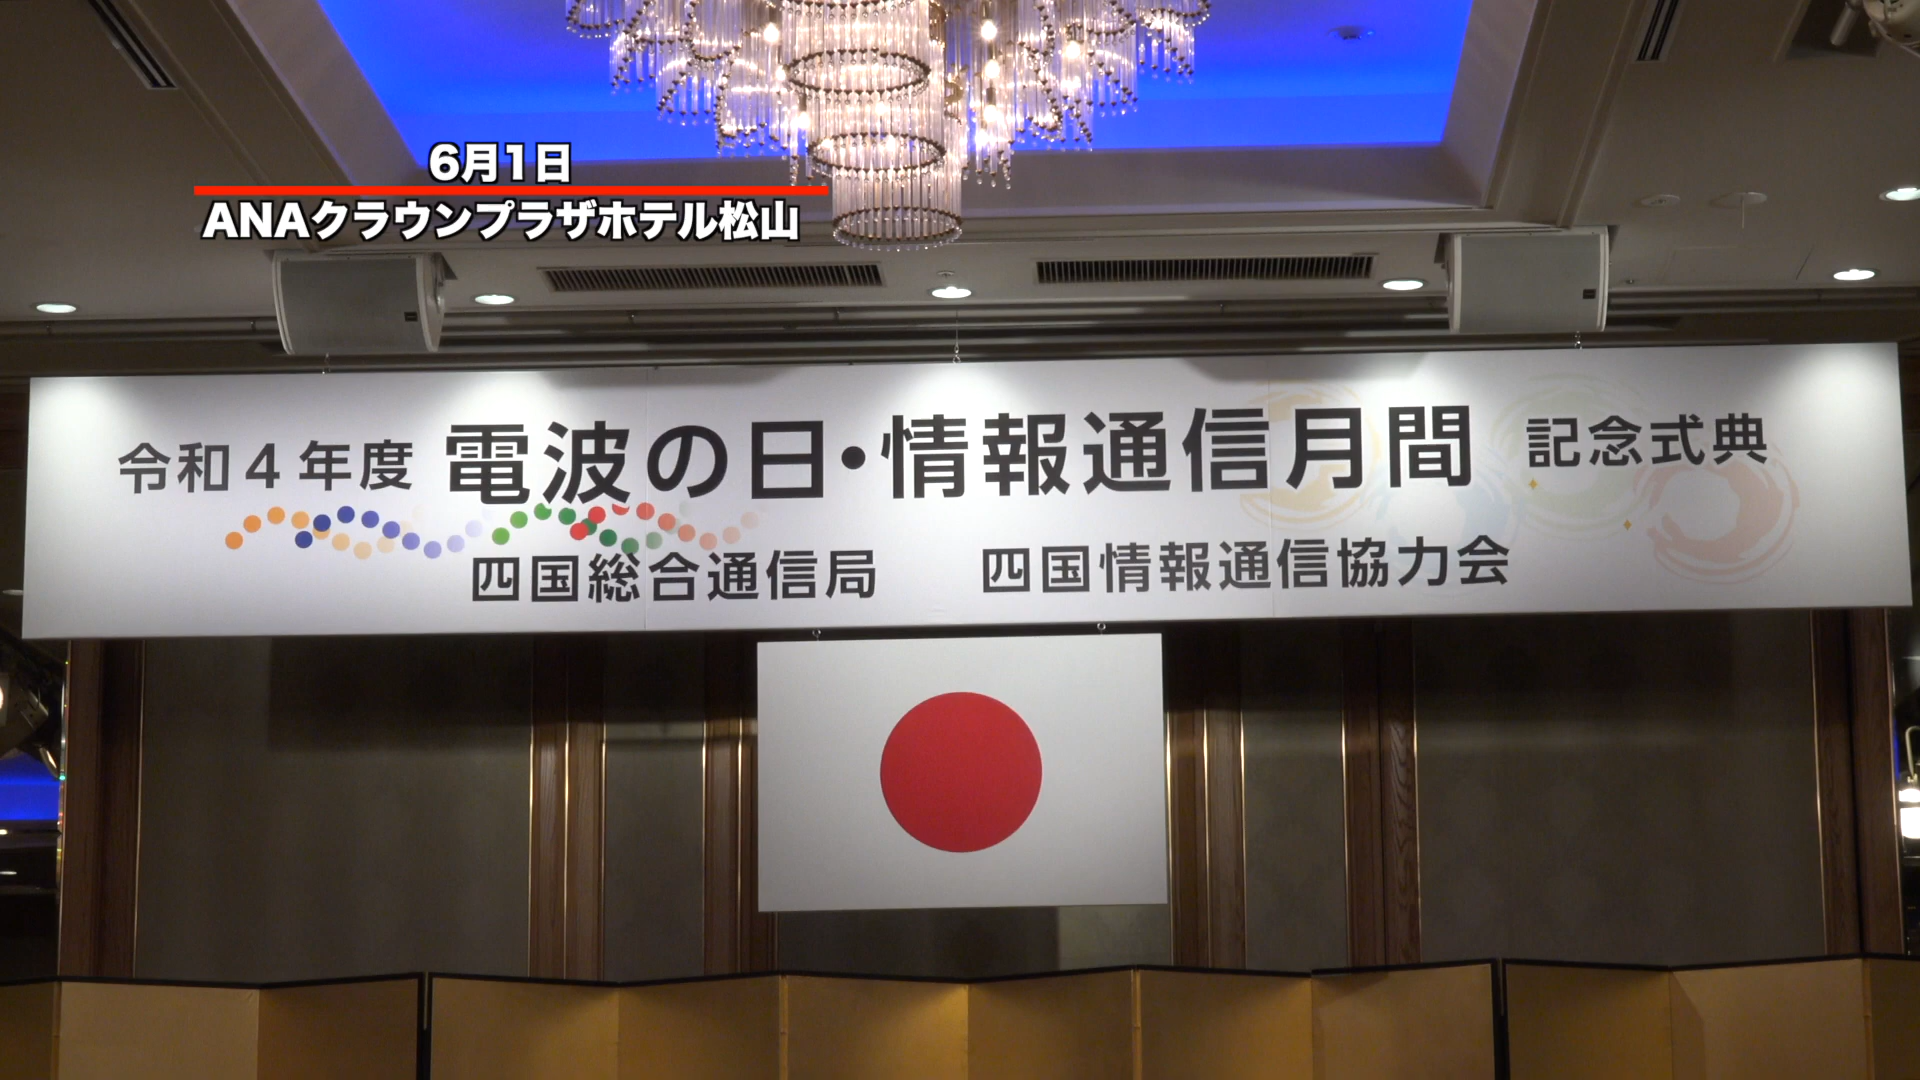 6月1日
ANAクラウンプラザホテル松山
令和4年度 電波の日・情報通信月間 記念式典
四国総合通信局 四国情報通信協力会